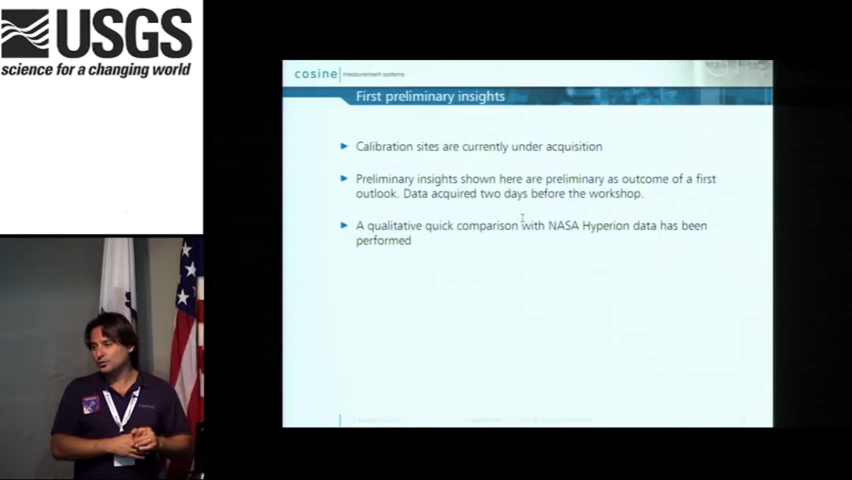 USGS
science for a changing world
cosine measurement systems
First preliminary insights
Calibration sites are currently under acquisition
Preliminary insights shown here are preliminary as outcome of a first
outlook. Data acquired two days before the workshop.
A qualitative quick comparison with NASA Hyperion data has been
performed